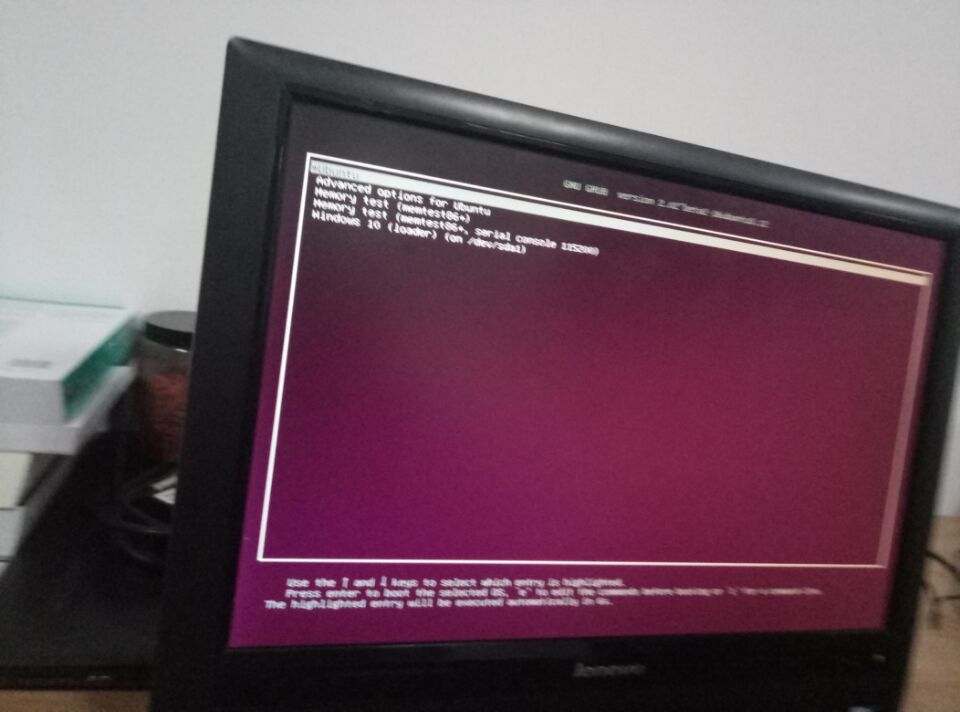 GNU GRUB version 2.02~beta2
*Ubuntu
Advanced options for Ubuntu
Memory test (memtest86+)
Memory test (memtest86+, serial console 115200)
Windows 10 (loader) (on /dev/sda1)
Use the ↑ and ↓ keys to select which entry is highlighted.
Press enter to boot the selected OS, `e' to edit the commands before booting or `c' for a command-line.
The highlighted entry will be executed automatically in
lenovo